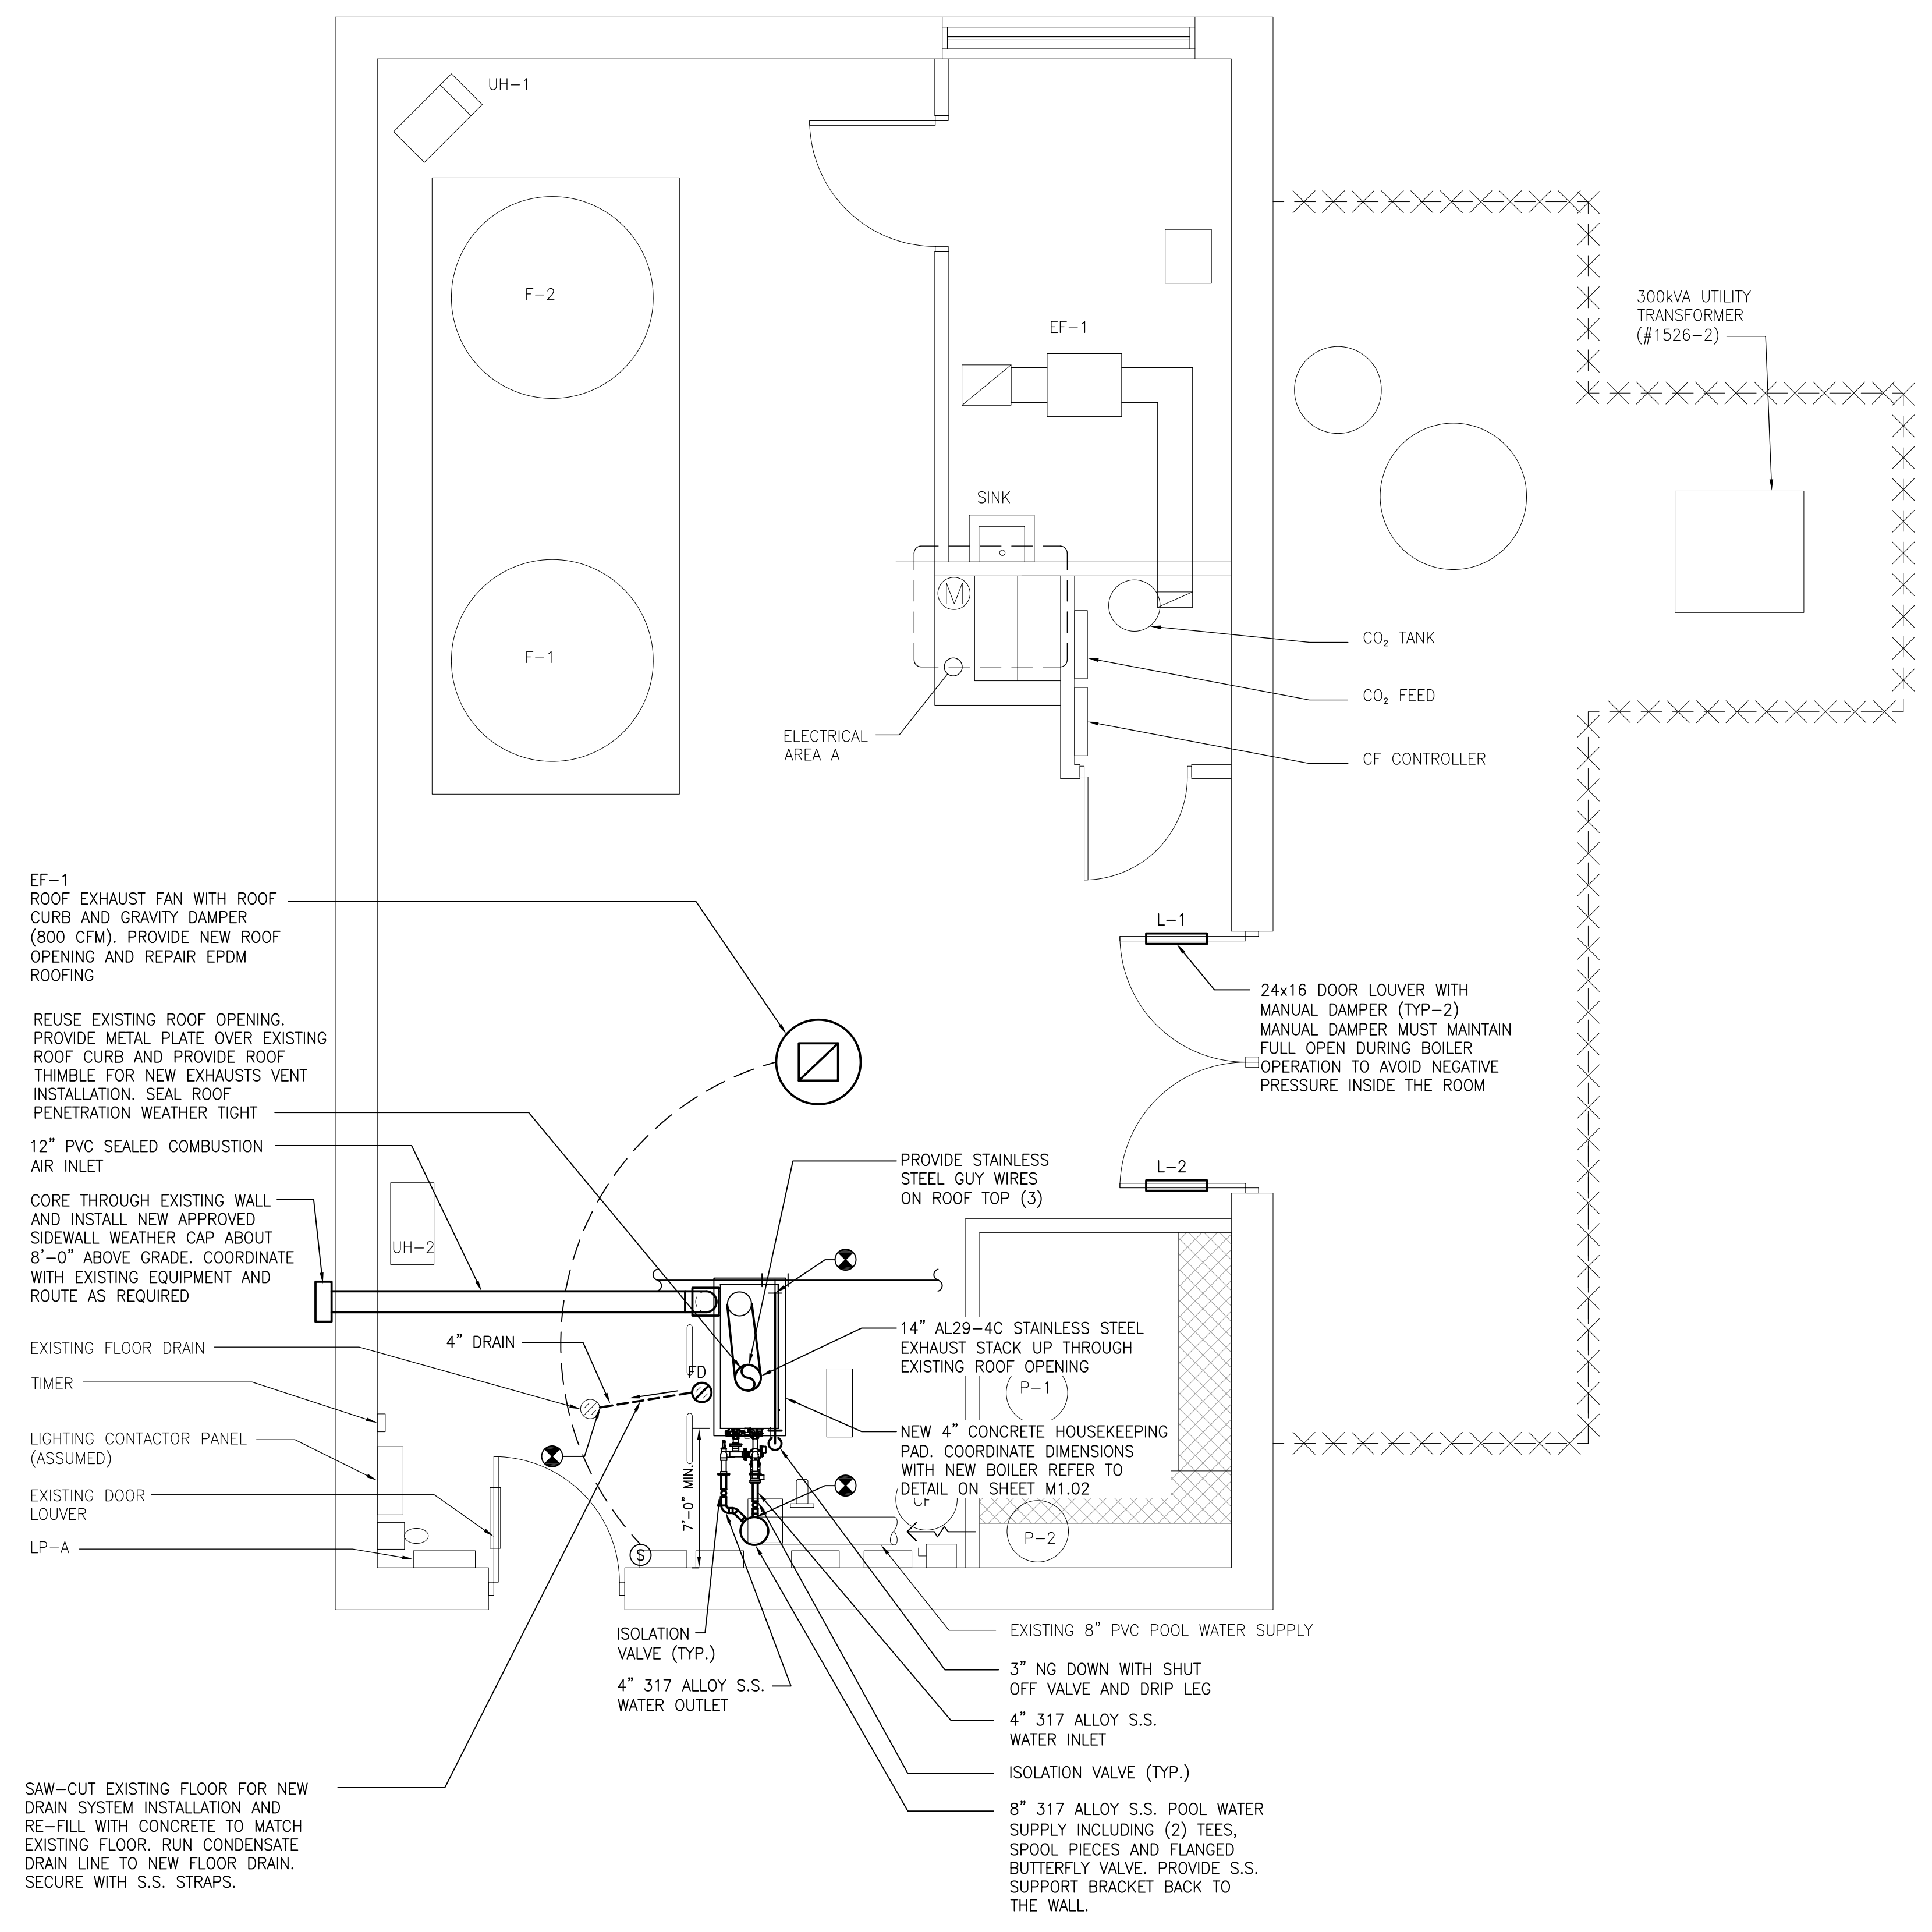 UH-1
F-2
EF-1
300kVA UTILITY
TRANSFORMER
(#1526-2)
SINK
M
F-1
CO₂ TANK
CO₂ FEED
ELECTRICAL
AREA A
CF CONTROLLER
EF-1
ROOF EXHAUST FAN WITH ROOF
CURB AND GRAVITY DAMPER
(800 CFM). PROVIDE NEW ROOF
OPENING AND REPAIR EPDM
ROOFING
L-1
24x16 DOOR LOUVER WITH
MANUAL DAMPER (TYP-2)
MANUAL DAMPER MUST MAINTAIN
FULL OPEN DURING BOILER
OPERATION TO AVOID NEGATIVE
PRESSURE INSIDE THE ROOM
REUSE EXISTING ROOF OPENING.
PROVIDE METAL PLATE OVER EXISTING
ROOF CURB AND PROVIDE ROOF
THIMBLE FOR NEW EXHAUSTS VENT
INSTALLATION. SEAL ROOF
PENETRATION WEATHER TIGHT
12” PVC SEALED COMBUSTION
AIR INLET
PROVIDE STAINLESS
STEEL GUY WIRES
ON ROOF TOP (3)
L-2
CORE THROUGH EXISTING WALL
AND INSTALL NEW APPROVED
SIDEWALL WEATHER CAP ABOUT
8'-0” ABOVE GRADE. COORDINATE
WITH EXISTING EQUIPMENT AND
ROUTE AS REQUIRED
UH-2
14” AL29-4C STAINLESS STEEL
EXHAUST STACK UP THROUGH
EXISTING ROOF OPENING
EXISTING FLOOR DRAIN
4” DRAIN
FD
P-1
TIMER
LIGHTING CONTACTOR PANEL
(ASSUMED)
NEW 4” CONCRETE HOUSEKEEPING
PAD. COORDINATE DIMENSIONS
WITH NEW BOILER REFER TO
DETAIL ON SHEET M1.02
7'-0” MIN.
EXISTING DOOR
LOUVER
CF
P-2
LP-A
S
ISOLATION
VALVE (TYP.)
4” 317 ALLOY S.S.
WATER OUTLET
EXISTING 8” PVC POOL WATER SUPPLY
3” NG DOWN WITH SHUT
OFF VALVE AND DRIP LEG
4” 317 ALLOY S.S.
WATER INLET
ISOLATION VALVE (TYP.)
8” 317 ALLOY S.S. POOL WATER
SUPPLY INCLUDING (2) TEES,
SPOOL PIECES AND FLANGED
BUTTERFLY VALVE. PROVIDE S.S.
SUPPORT BRACKET BACK TO
THE WALL.
SAW-CUT EXISTING FLOOR FOR NEW
DRAIN SYSTEM INSTALLATION AND
RE-FILL WITH CONCRETE TO MATCH
EXISTING FLOOR. RUN CONDENSATE
DRAIN LINE TO NEW FLOOR DRAIN.
SECURE WITH S.S. STRAPS.